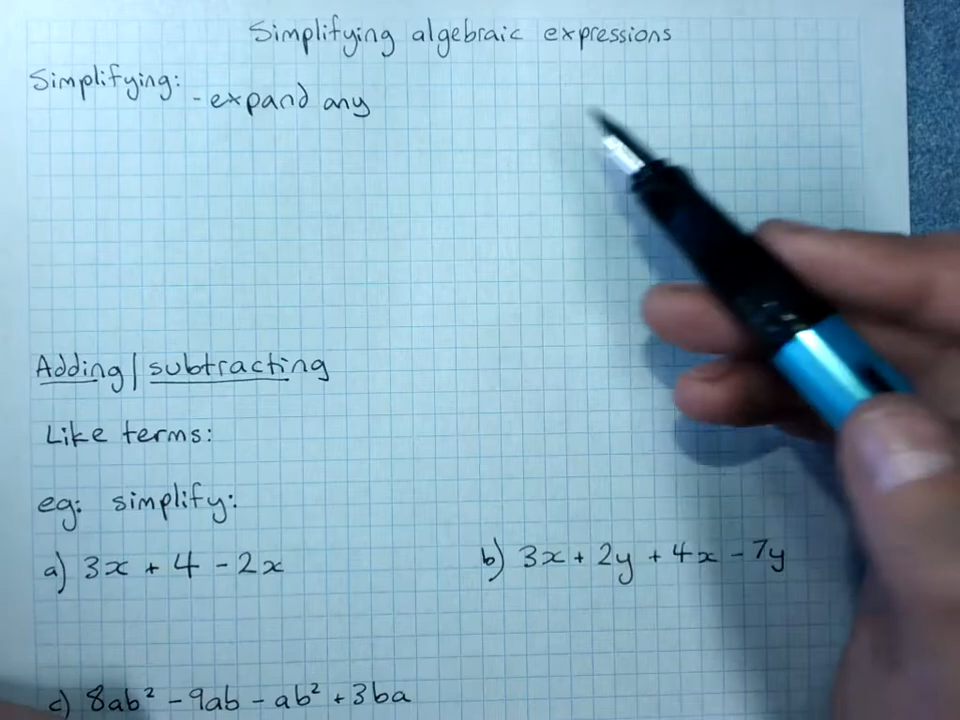 Simplifying algebraic expressions
Simplifying:
- expand any
Adding/subtracting
Like terms:
eg: simplify:
a) 3x + 4 - 2x
b) 3x + 2y + 4x - 7y
c) 8ab² - 9ab - ab² + 3ba